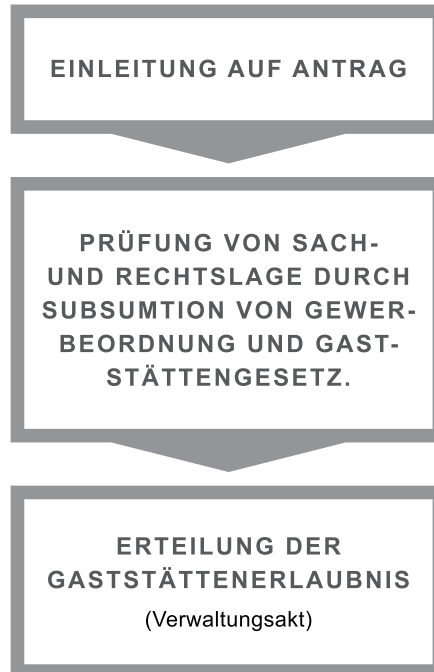 EINLEITUNG AUF ANTRAG
PRÜFUNG VON SACH-
UND RECHTSLAGE DURCH
SUBSUMTION VON GEWER-
BEORDNUNG UND GAST-
STÄTTENGESETZ.
ERTEILUNG DER
GASTSTÄTTENERLAUBNIS
(Verwaltungsakt)